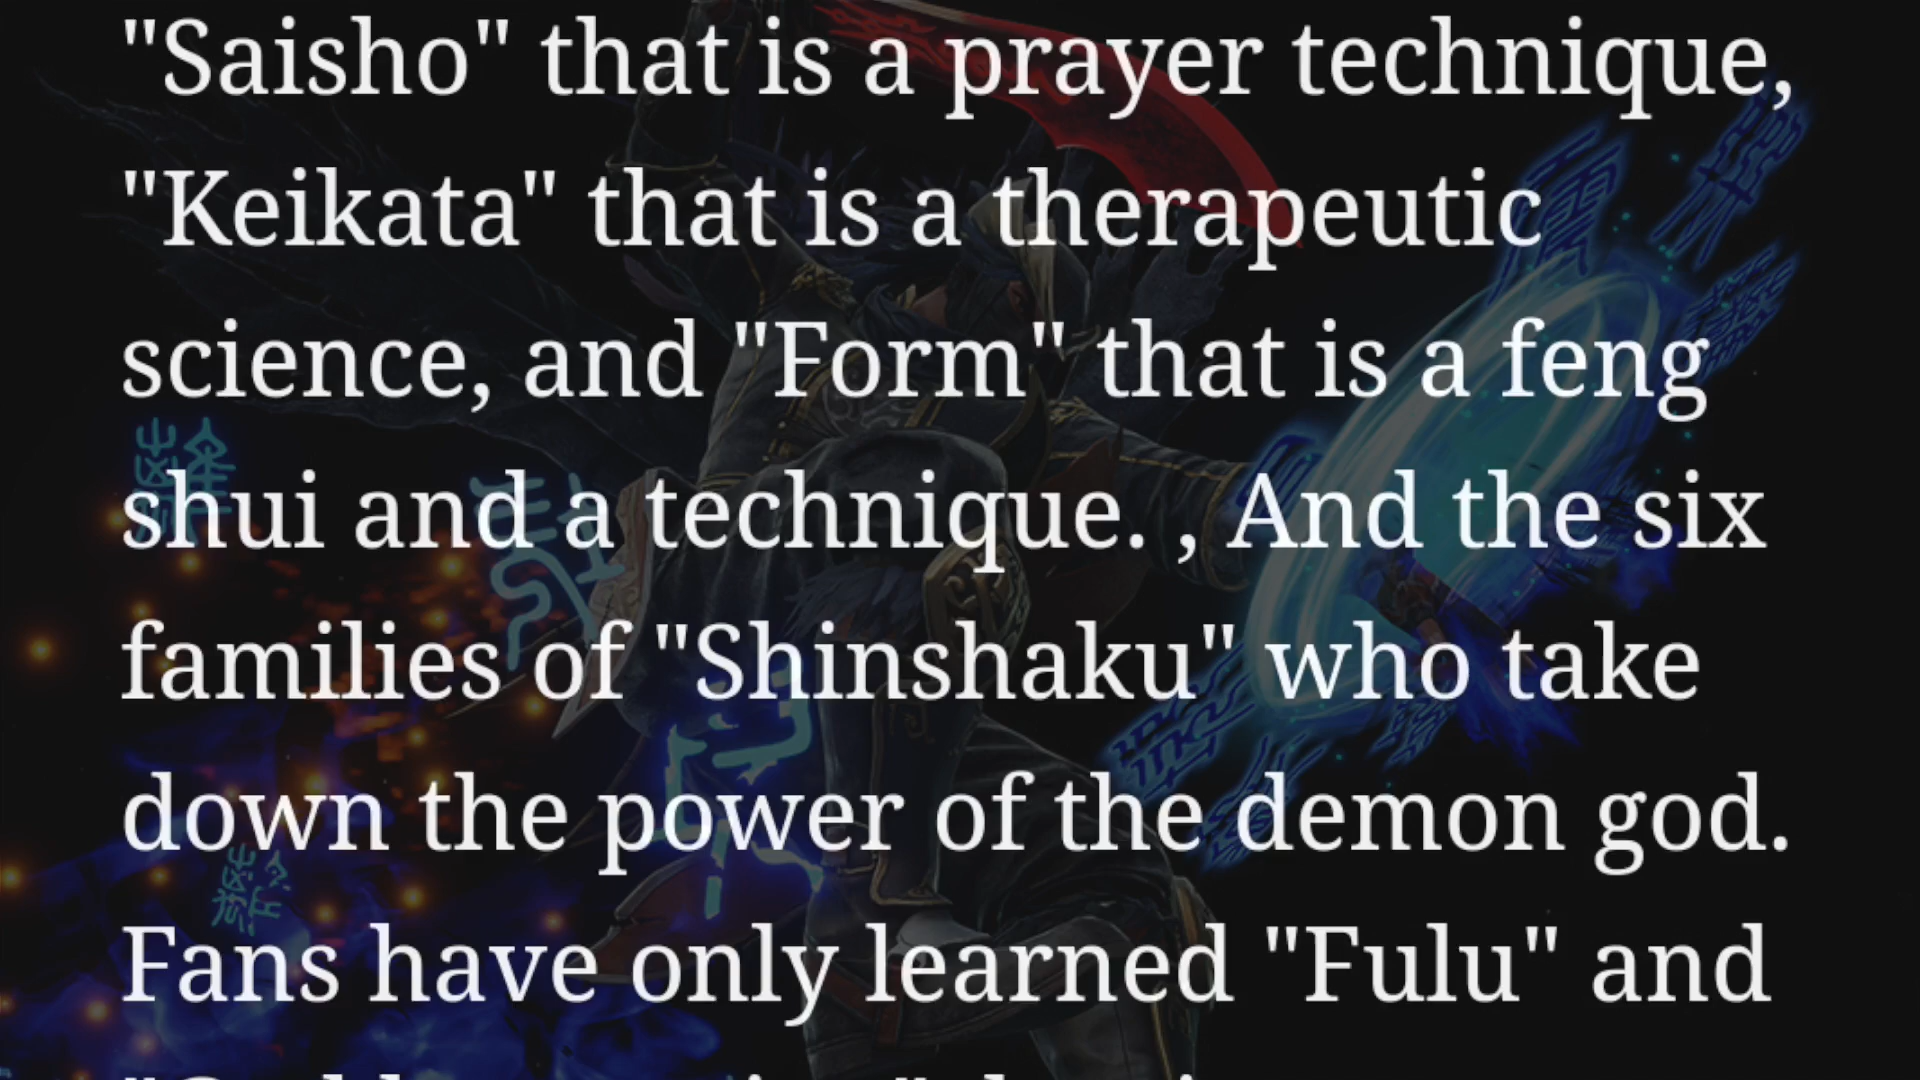 "Saisho" that is a prayer technique,
"Keikata" that is a therapeutic
science, and "Form" that is a feng
shui and a technique. , And the six
families of "Shinshaku" who take
down the power of the demon god.
Fans have only learned "Fulu" and